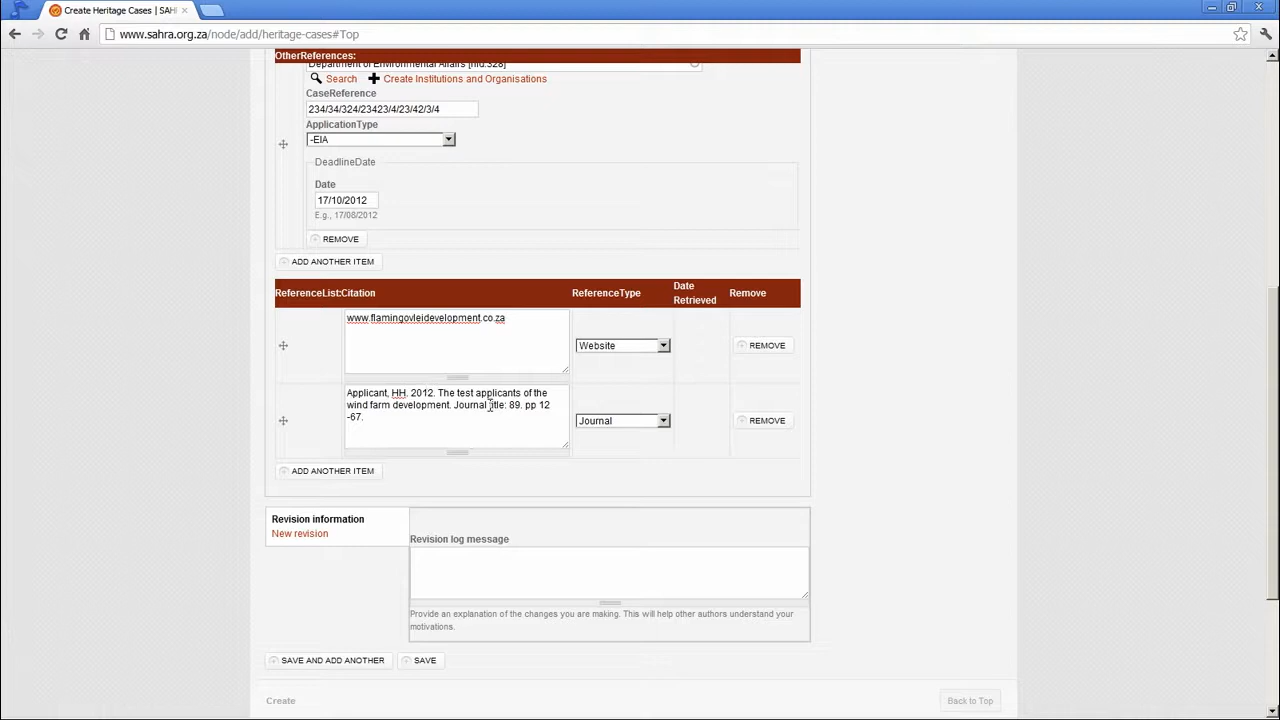 Create Heritage Cases | SAH
www.sahra.org.za/node/add/heritage-cases#Top
OtherReferences:
Department of Environmental Affairs [nid:328]
Search Create Institutions and Organisations
CaseReference
234/34/324/23423/4/23/42/3/4
ApplicationType
-EIA
DeadlineDate
Date
17/10/2012
E.g., 17/08/2012
REMOVE
ADD ANOTHER ITEM
ReferenceList:Citation ReferenceType Date Retrieved Remove
www.flamingovleidevelopment.co.za
Website REMOVE
Applicant, HH. 2012. The test applicants of the
wind farm development. Journal title: 89. pp 12
-67.
Journal REMOVE
ADD ANOTHER ITEM
Revision information
New revision
Revision log message
Provide an explanation of the changes you are making. This will help other authors understand your
motivations.
SAVE AND ADD ANOTHER SAVE
Create Back to Top